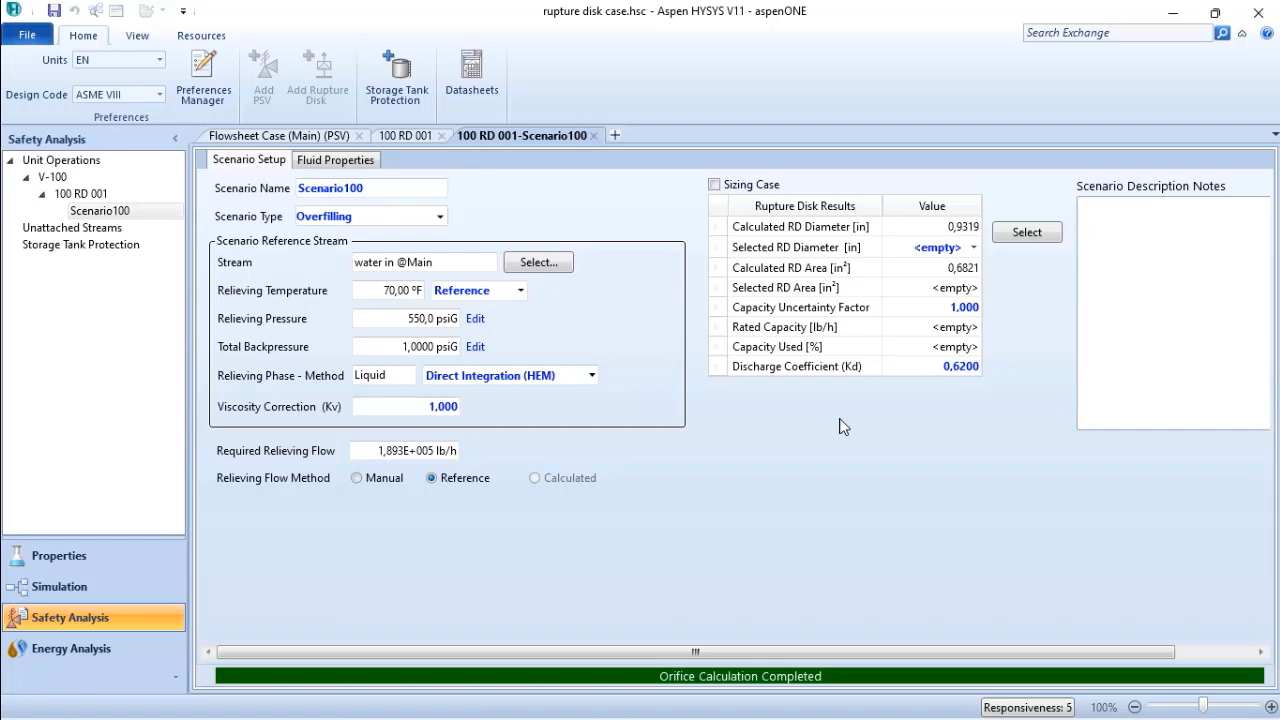 rupture disk case.hsc - Aspen HYSYS V11 - aspenONE
File
Home
View
Resources
Search Exchange
Units
EN
Design Code
ASME VIII
Preferences
Manager
Preferences
Add
PSV
Add Rupture
Disk
Storage Tank
Protection
Datasheets
Safety Analysis
Unit Operations
V-100
100 RD 001
Scenario100
Unattached Streams
Storage Tank Protection
Properties
Simulation
Safety Analysis
Energy Analysis
Flowsheet Case (Main) (PSV)
100 RD 001
100 RD 001-Scenario100
Scenario Setup
Fluid Properties
Scenario Name
Scenario100
Scenario Type
Overfilling
Scenario Reference Stream
Stream
water in @Main
Select...
Relieving Temperature
70,00 ºF
Reference
Relieving Pressure
550,0 psiG
Edit
Total Backpressure
1,0000 psiG
Edit
Relieving Phase - Method
Liquid
Direct Integration (HEM)
Viscosity Correction (Kv)
1,000
Required Relieving Flow
1,893E+005 lb/h
Relieving Flow Method
Manual
Reference
Calculated
Sizing Case
Rupture Disk Results
Value
Calculated RD Diameter [in]
0,9319
Selected RD Diameter [in]
<empty>
Calculated RD Area [in²]
0,6821
Selected RD Area [in²]
<empty>
Capacity Uncertainty Factor
1,000
Rated Capacity [lb/h]
<empty>
Capacity Used [%]
<empty>
Discharge Coefficient (Kd)
0,6200
Select
Scenario Description Notes
Orifice Calculation Completed
Responsiveness: 5
100%